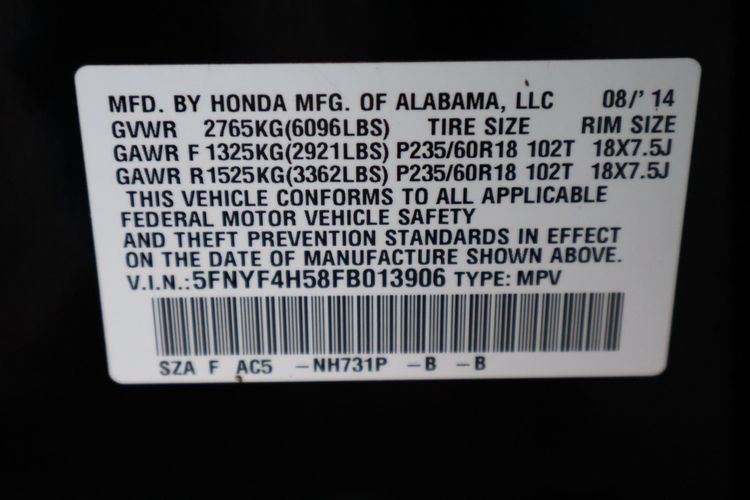 MFD. BY HONDA MFG. OF ALABAMA, LLC 08/'14
GVWR 2765KG(6096LBS) TIRE SIZE RIM SIZE
GAWR F 1325KG(2921LBS) P235/60R18 102T 18X7.5J
GAWR R1525KG(3362LBS) P235/60R18 102T 18X7.5J
THIS VEHICLE CONFORMS TO ALL APPLICABLE
FEDERAL MOTOR VEHICLE SAFETY
AND THEFT PREVENTION STANDARDS IN EFFECT
ON THE DATE OF MANUFACTURE SHOWN ABOVE.
V.I.N.:5FNYF4H58FB013906 TYPE: MPV
SZA F AC5 -NH731P -B -B